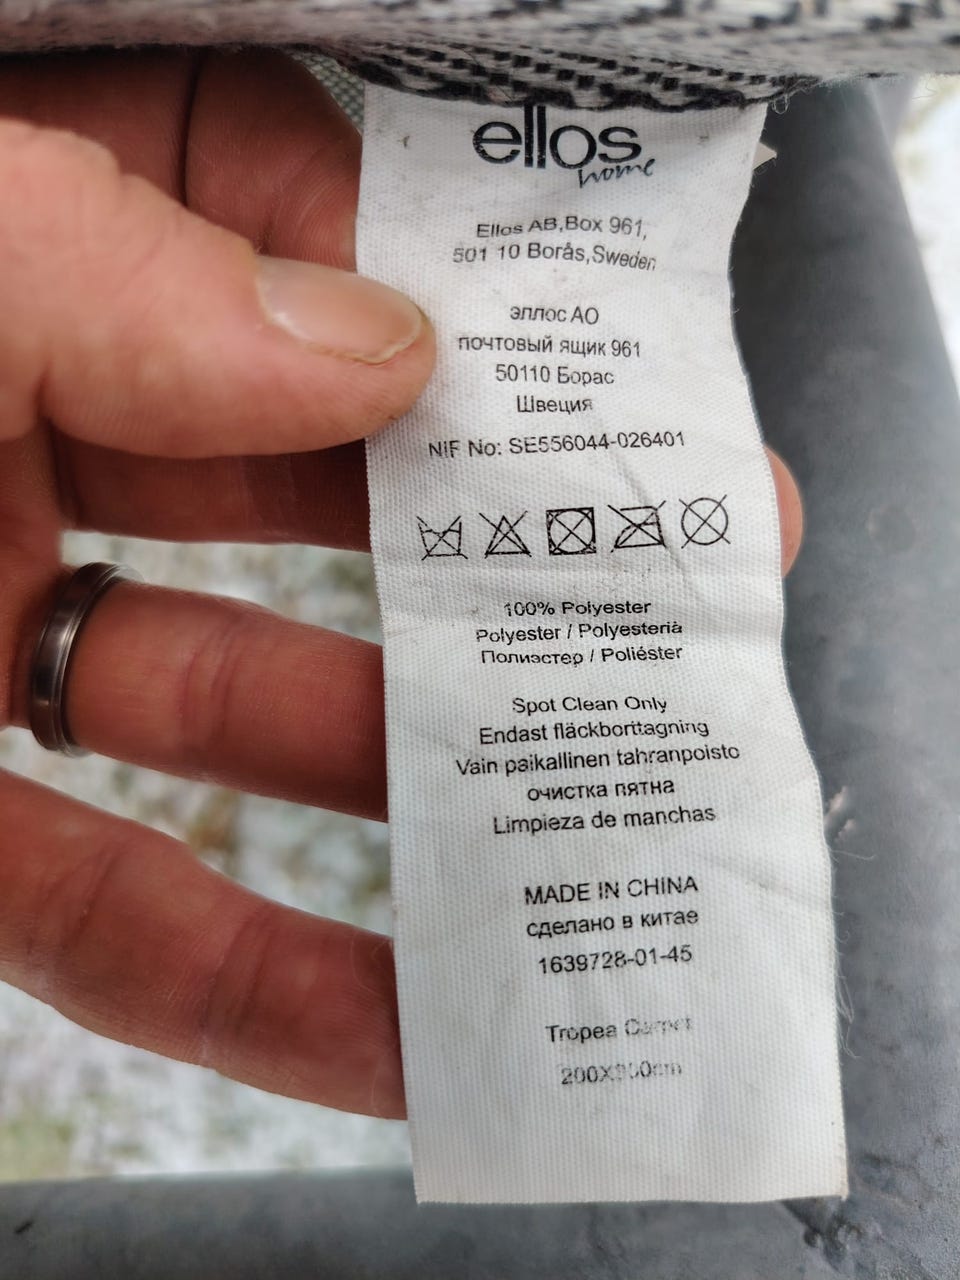 ellos
home
Ellos AB,Box 961,
501 10 Borås,Sweden
эллос АО
почтовый ящик 961
50110 Борас
Швеция
NIF No: SE556044-026401
100% Polyester
Polyester / Polyesteria
Полиэстер / Poliéster
Spot Clean Only
Endast fläckborttagning
Vain paikallinen tahranpoisto
очистка пятна
Limpieza de manchas
MADE IN CHINA
сделано в китае
1639728-01-45
Tropea Carpet